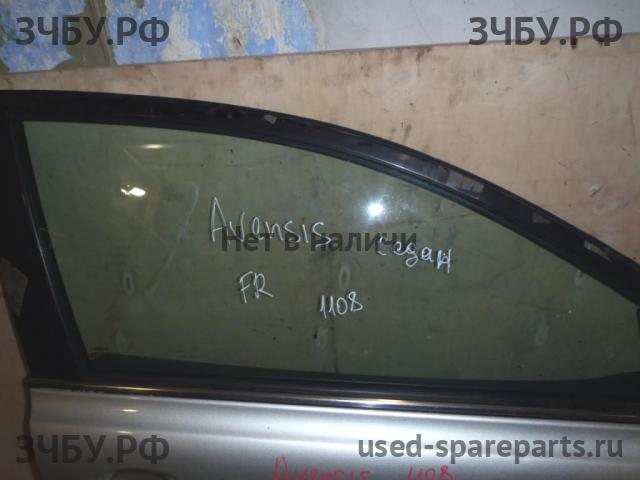 ЗЧБУ.РФ ЗЧБУ.РФ
Avensis седан
Нет в наличии
FR 1108
ЗЧБУ.РФ used-spareparts.ru
Avensis 1108